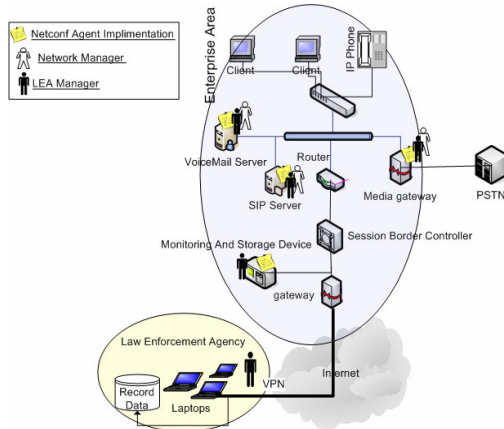 Netconf Agent Implimentation
Network Manager
LEA Manager
Enterprise Area
Client
Client
IP Phone
VoiceMail Server
Router
SIP Server
Media gateway
PSTN
Session Border Controller
Monitoring And Storage Device
gateway
Law Enforcement Agency
Internet
VPN
Record
Data
Laptops